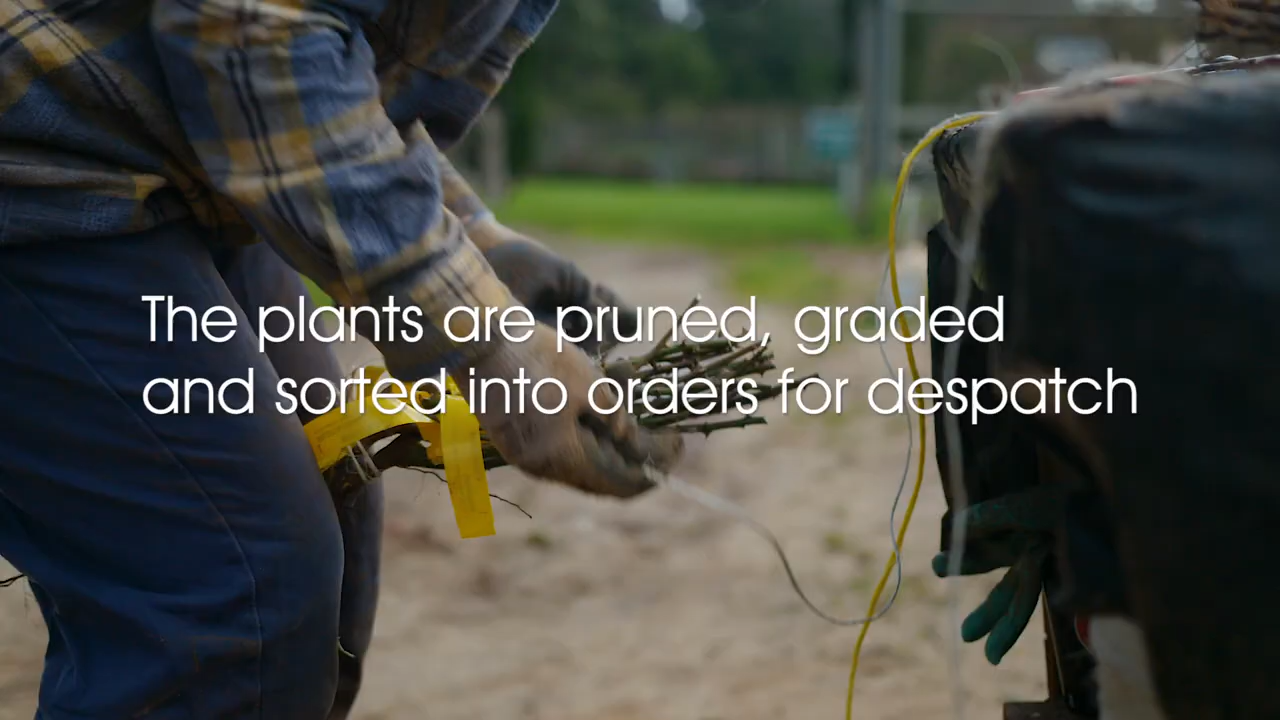 The plants are pruned, graded
and sorted into orders for despatch